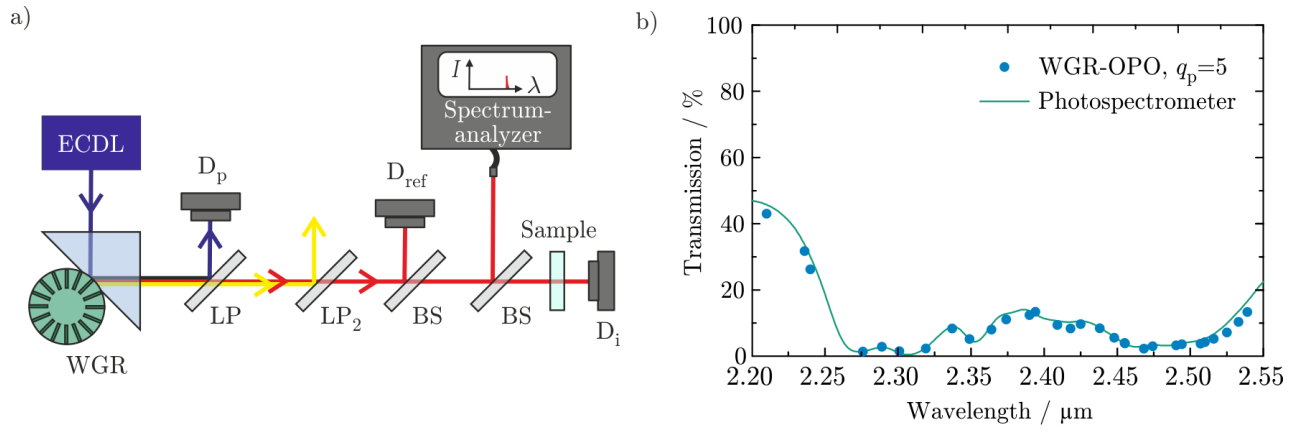 a)
I
λ
Spectrum-
analyzer
ECDL
D_p
D_ref
Sample
LP
LP_2
BS
BS
D_i
WGR
b)
100
80
60
40
20
0
Transmission / %
WGR-OPO, q_p=5
Photospectrometer
2.20 2.25 2.30 2.35 2.40 2.45 2.50 2.55
Wavelength / µm